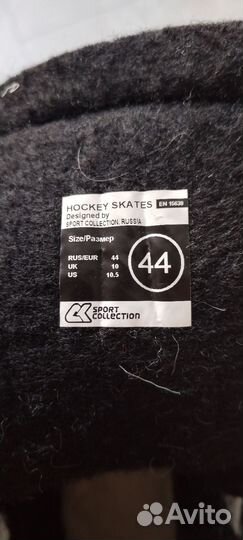 HOCKEY SKATES EN 15638
Designed by
SPORT COLLECTION, RUSSIA
Size/Размер
RUS/EUR 44
UK 10
US 10.5
44
SPORT
COLLECTION
Avito